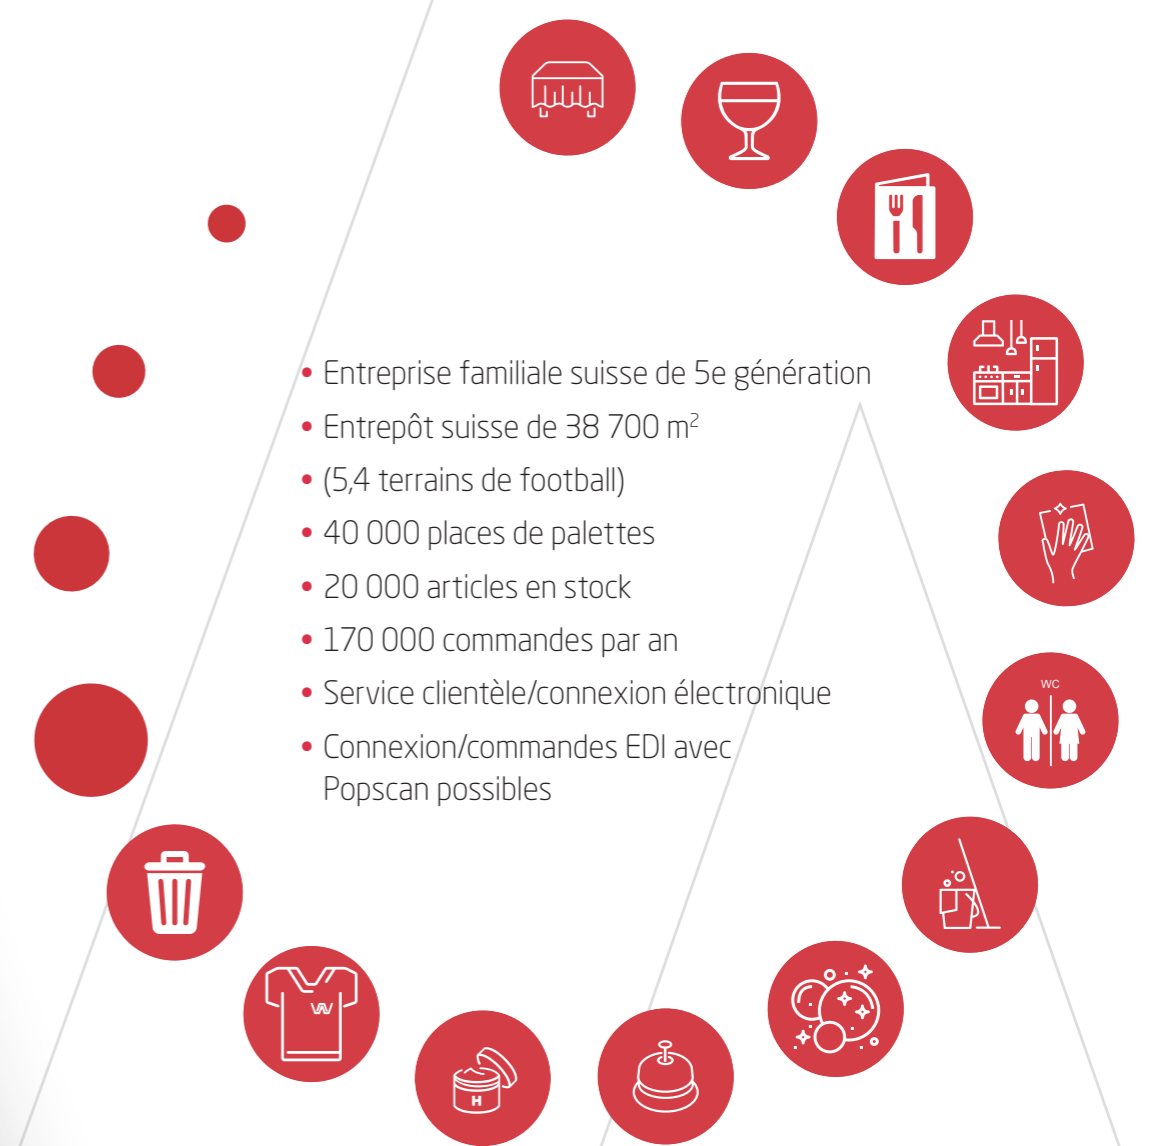 • Entreprise familiale suisse de 5e génération
• Entrepôt suisse de 38 700 m²
• (5,4 terrains de football)
• 40 000 places de palettes
• 20 000 articles en stock
• 170 000 commandes par an
• Service clientèle/connexion électronique
• Connexion/commandes EDI avec
Popscan possibles
WC
W
H